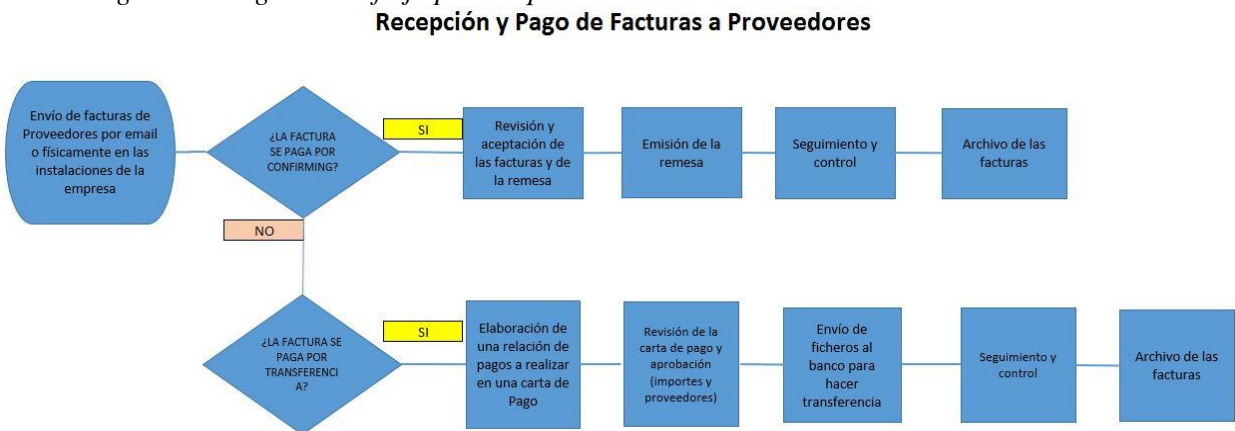 Recepción y Pago de Facturas a Proveedores
Envío de facturas de
Proveedores por email
o físicamente en las
instalaciones de la
empresa
¿LA FACTURA
SE PAGA POR
CONFIRMING?
SI
Revisión y
aceptación de
las facturas y de
la remesa
Emisión de la
remesa
Seguimiento y
control
Archivo de las
facturas
NO
¿LA FACTURA SE
PAGA POR
TRANSFERENCI
A?
SI
Elaboración de
una relación de
pagos a realizar
en una carta de
Pago
Revisión de la
carta de pago y
aprobación
(importes y
proveedores)
Envío de
ficheros al
banco para
hacer
transferencia
Seguimiento y
control
Archivo de las
facturas